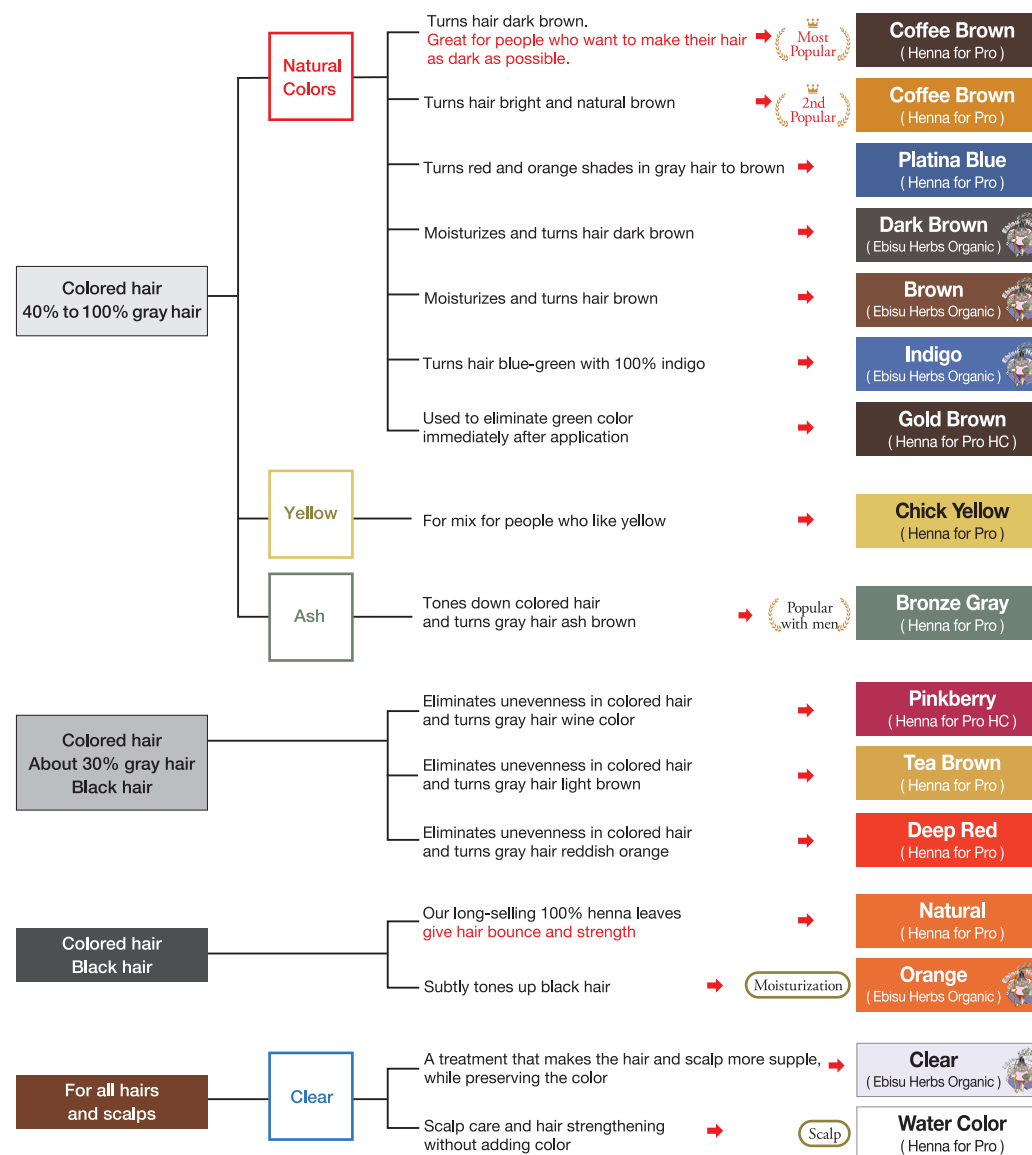 Turns hair dark brown.
Great for people who want to make their hair
as dark as possible.
Most
Popular
Coffee Brown
( Henna for Pro )
Natural
Colors
Turns hair bright and natural brown
2nd
Popular
Coffee Brown
( Henna for Pro )
Turns red and orange shades in gray hair to brown
Platina Blue
( Henna for Pro )
Moisturizes and turns hair dark brown
Dark Brown
( Ebisu Herbs Organic )
Colored hair
40% to 100% gray hair
Moisturizes and turns hair brown
Brown
( Ebisu Herbs Organic )
Turns hair blue-green with 100% indigo
Indigo
( Ebisu Herbs Organic )
Used to eliminate green color
immediately after application
Gold Brown
( Henna for Pro HC )
Yellow
For mix for people who like yellow
Chick Yellow
( Henna for Pro )
Ash
Tones down colored hair
and turns gray hair ash brown
Popular
with men
Bronze Gray
( Henna for Pro )
Colored hair
About 30% gray hair
Black hair
Eliminates unevenness in colored hair
and turns gray hair wine color
Pinkberry
( Henna for Pro HC )
Eliminates unevenness in colored hair
and turns gray hair light brown
Tea Brown
( Henna for Pro )
Eliminates unevenness in colored hair
and turns gray hair reddish orange
Deep Red
( Henna for Pro )
Colored hair
Black hair
Our long-selling 100% henna leaves
give hair bounce and strength
Natural
( Henna for Pro )
Subtly tones up black hair
Moisturization
Orange
( Ebisu Herbs Organic )
For all hairs
and scalps
Clear
A treatment that makes the hair and scalp more supple,
while preserving the color
Clear
( Ebisu Herbs Organic )
Scalp care and hair strengthening
without adding color
Scalp
Water Color
( Henna for Pro )